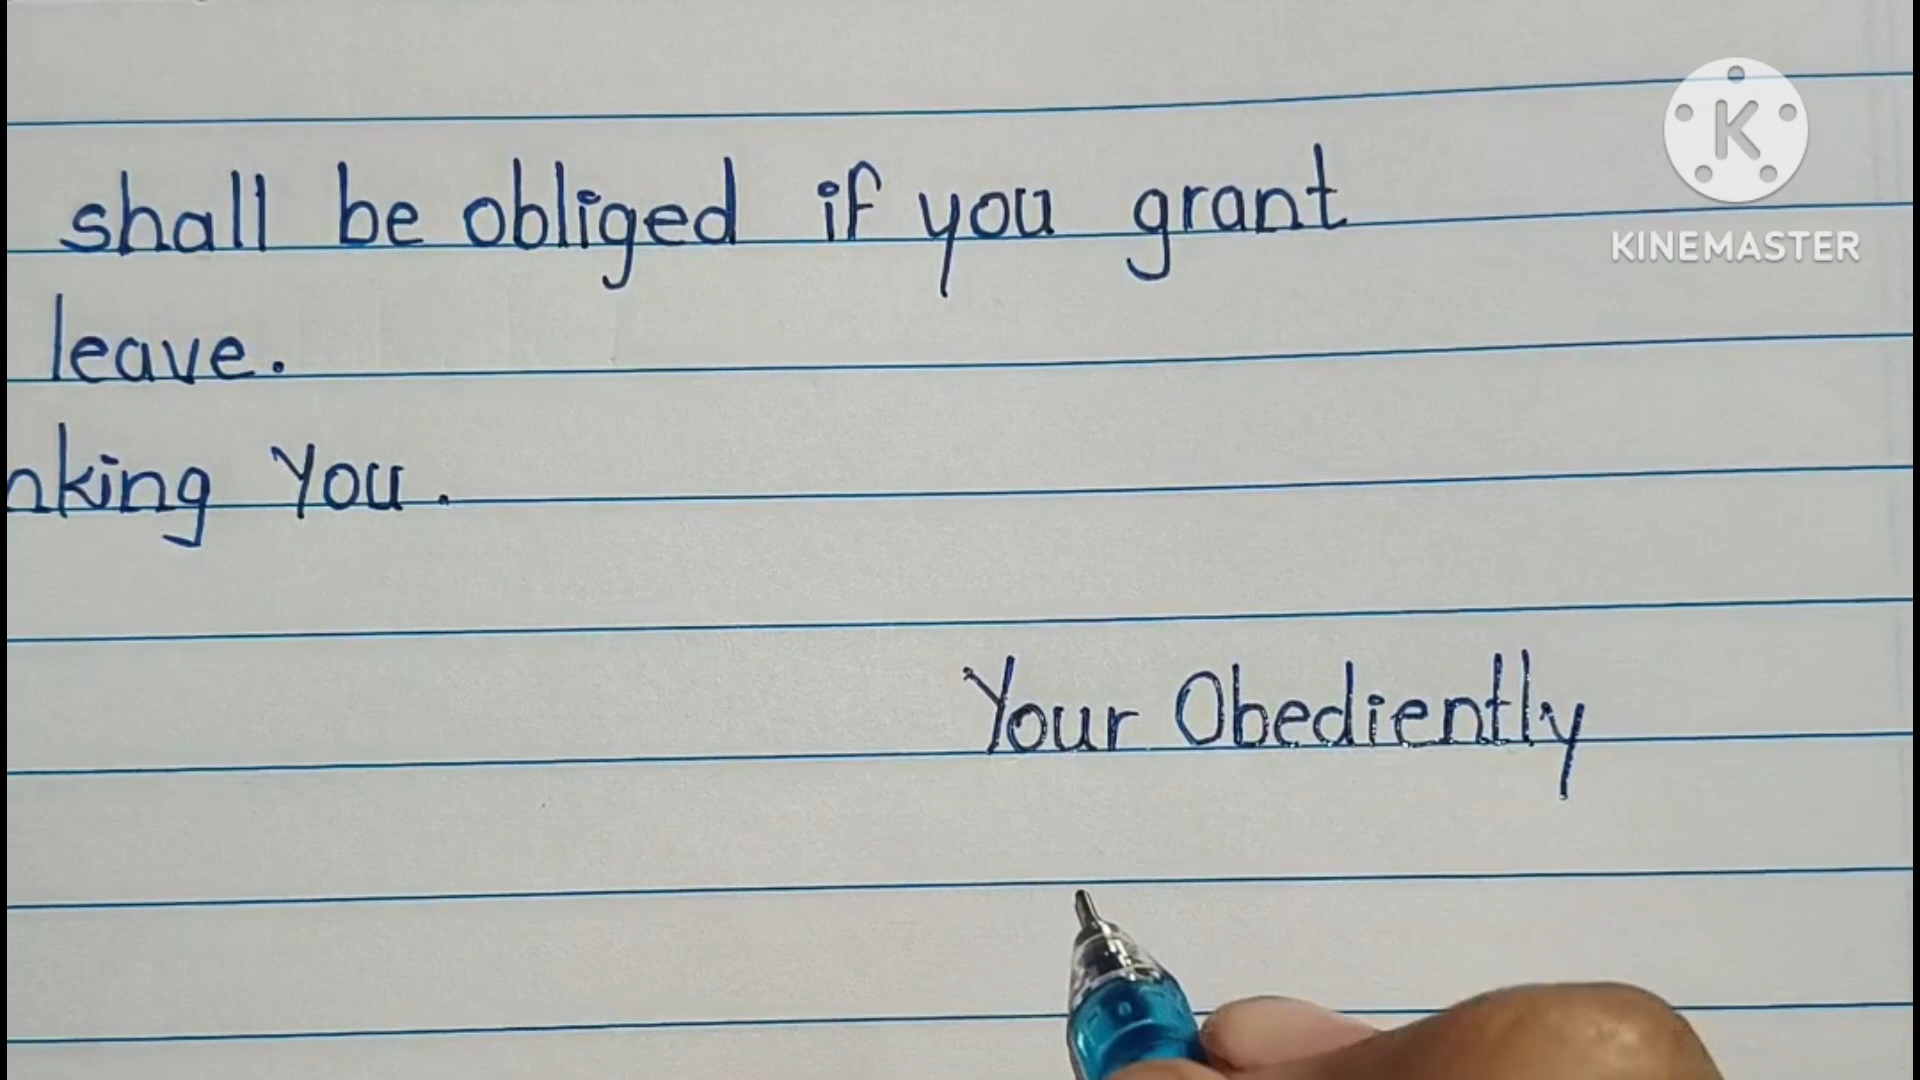 shall be obliged if you grant
leave.
nking You.
Your Obediently
K
KINEMASTER